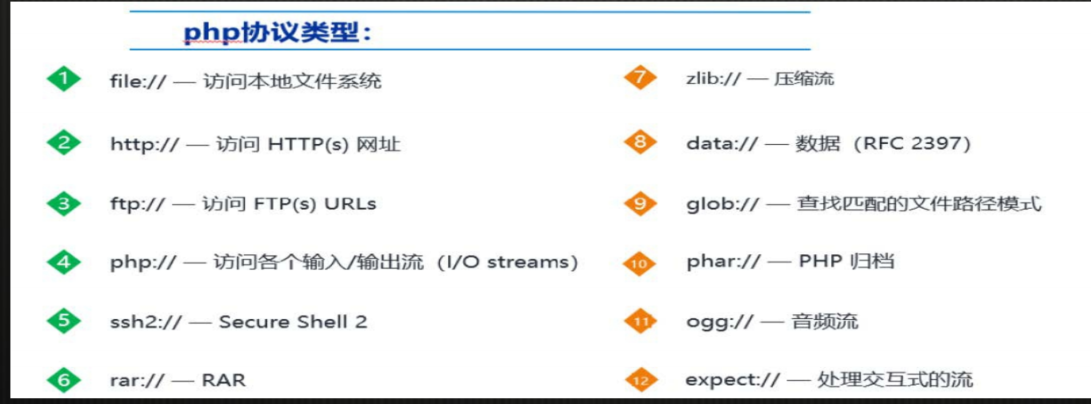 php协议类型：
1 file:// — 访问本地文件系统
2 http:// — 访问 HTTP(s) 网址
3 ftp:// — 访问 FTP(s) URLs
4 php:// — 访问各个输入/输出流（I/O streams）
5 ssh2:// — Secure Shell 2
6 rar:// — RAR
7 zlib:// — 压缩流
8 data:// — 数据（RFC 2397）
9 glob:// — 查找匹配的文件路径模式
10 phar:// — PHP 归档
11 ogg:// — 音频流
12 expect:// — 处理交互式的流